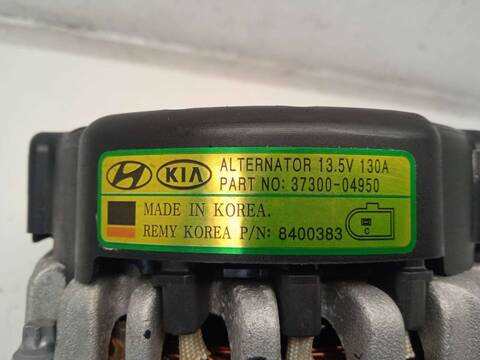 KIA ALTERNATOR 13.5V 130A
PART NO: 37300-04950
MADE IN KOREA.
REMY KOREA P/N: 8400383
C